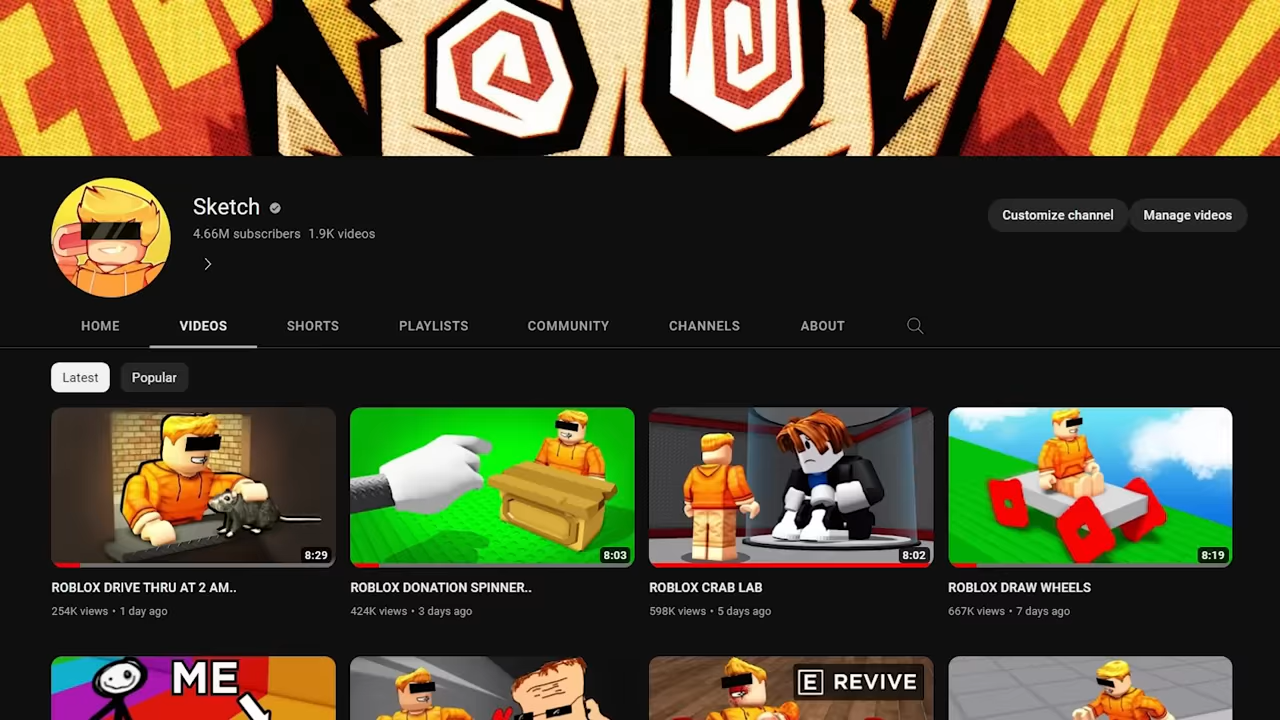 Sketch
4.66M subscribers 1.9K videos
Customize channel
Manage videos
HOME
VIDEOS
SHORTS
PLAYLISTS
COMMUNITY
CHANNELS
ABOUT
Latest
Popular
8:29
8:03
8:02
8:19
ROBLOX DRIVE THRU AT 2 AM..
254K views • 1 day ago
ROBLOX DONATION SPINNER..
424K views • 3 days ago
ROBLOX CRAB LAB
598K views • 5 days ago
ROBLOX DRAW WHEELS
667K views • 7 days ago
ME
E REVIVE